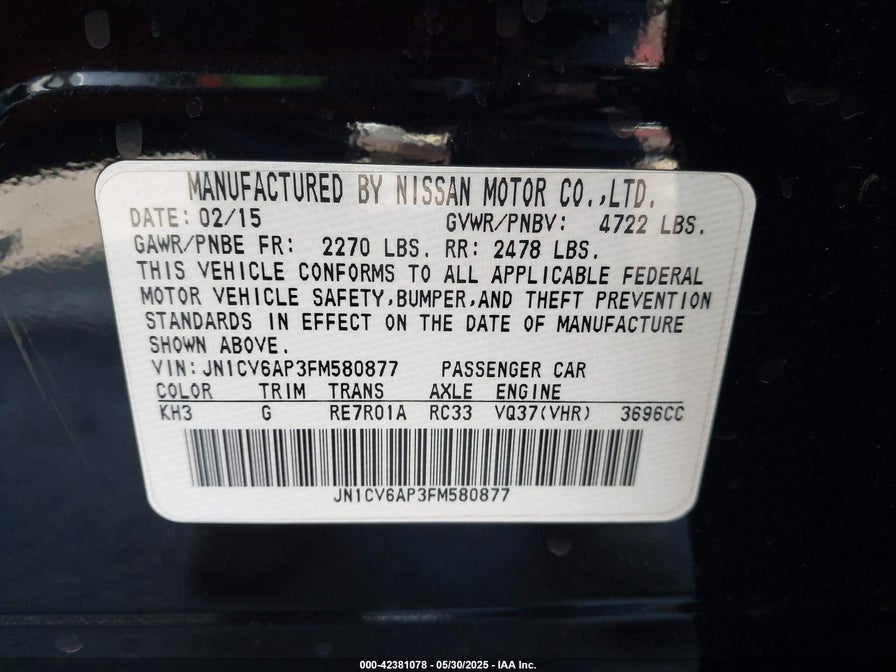 MANUFACTURED BY NISSAN MOTOR CO.,LTD.
DATE: 02/15 GVWR/PNBV: 4722 LBS.
GAWR/PNBE FR: 2270 LBS. RR: 2478 LBS.
THIS VEHICLE CONFORMS TO ALL APPLICABLE FEDERAL
MOTOR VEHICLE SAFETY,BUMPER,AND THEFT PREVENTION
STANDARDS IN EFFECT ON THE DATE OF MANUFACTURE
SHOWN ABOVE.
VIN: JN1CV6AP3FM580877 PASSENGER CAR
COLOR TRIM TRANS AXLE ENGINE
KH3 G RE7R01A RC33 VQ37(VHR) 3696CC
JN1CV6AP3FM580877
000-42381078 - 05/30/2025 - IAA Inc.